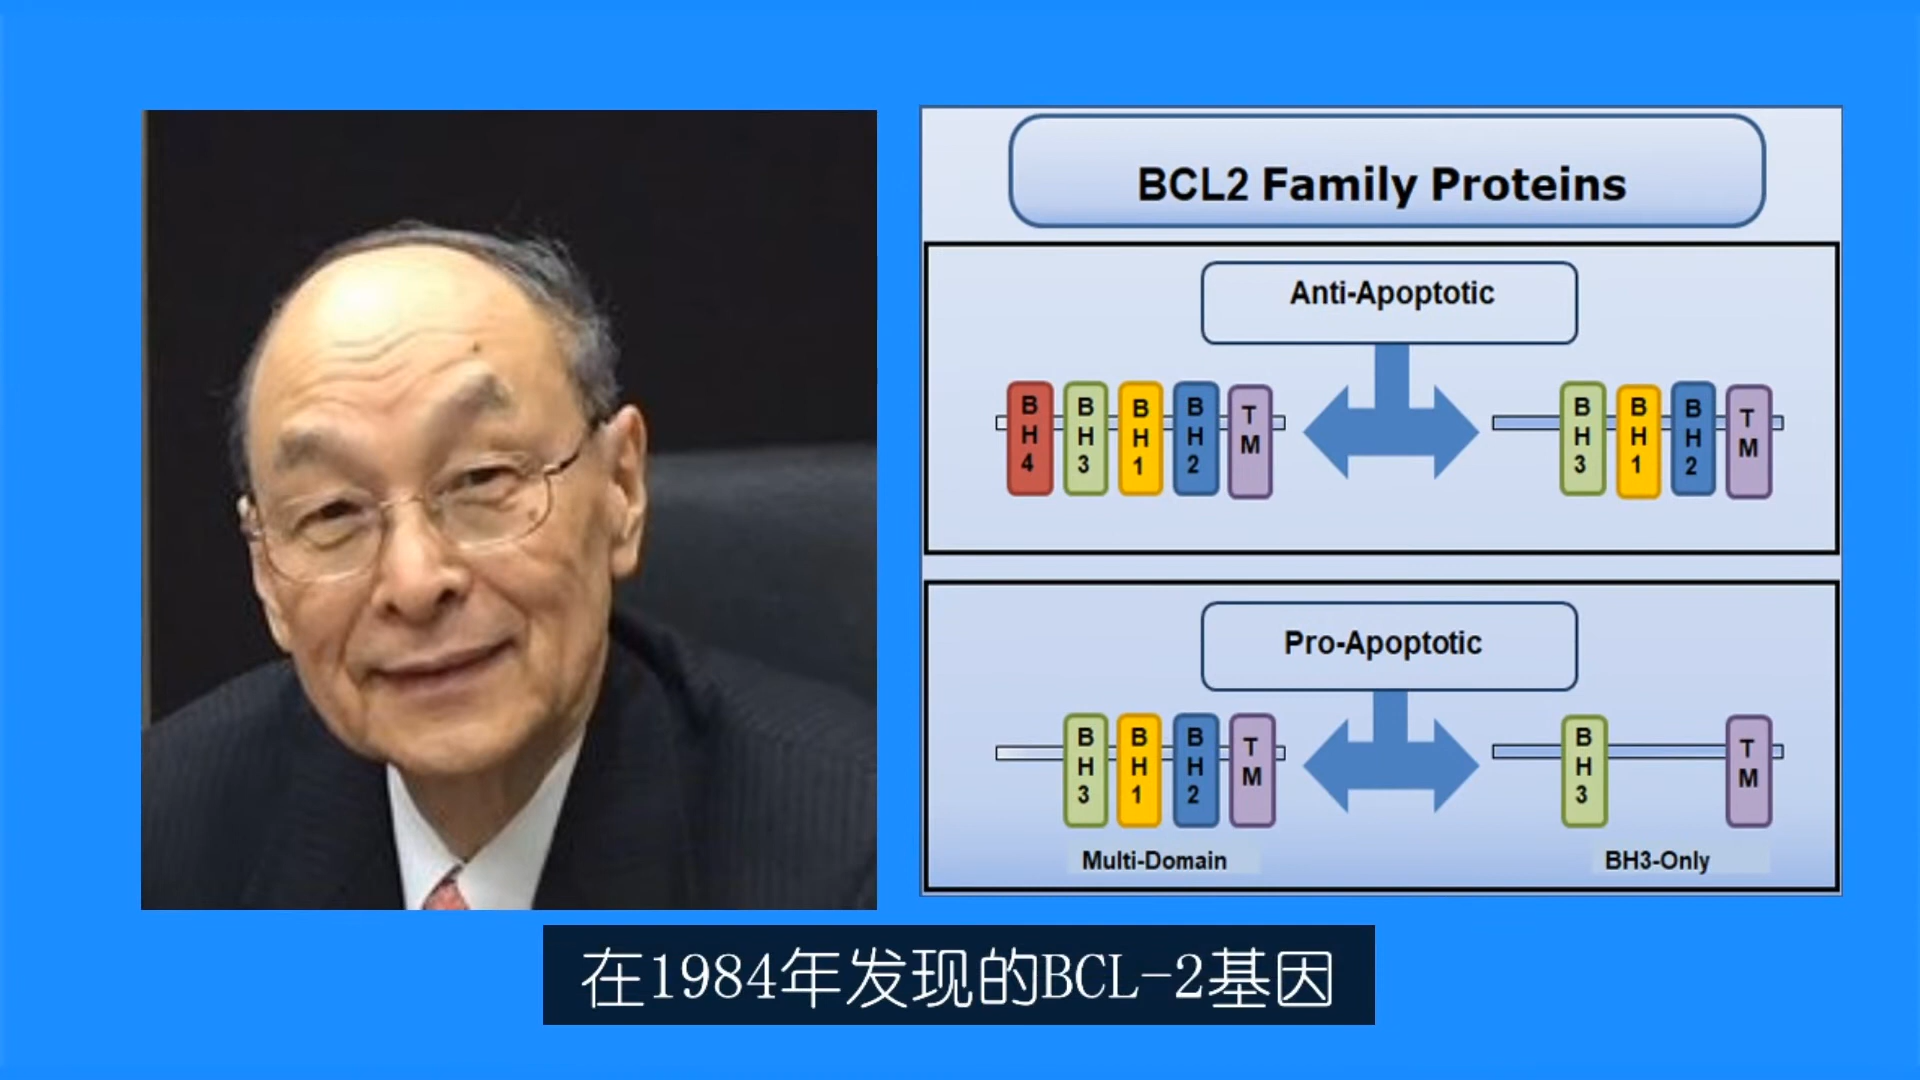 BCL2 Family Proteins
Anti-Apoptotic
BH4 BH3 BH1 BH2 TM
BH3 BH1 BH2 TM
Pro-Apoptotic
BH3 BH1 BH2 TM
BH3 TM
Multi-Domain
BH3-Only
在1984年发现的BCL-2基因